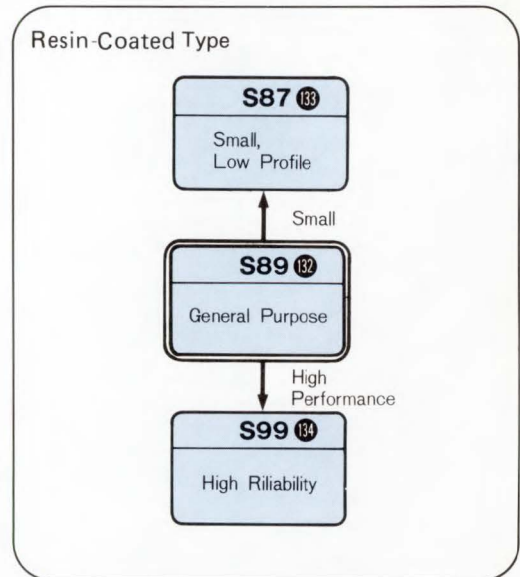 Resin-Coated Type
S87 133
Small,
Low Profile
Small
S89 132
General Purpose
High
Performance
S99 134
High Riliability